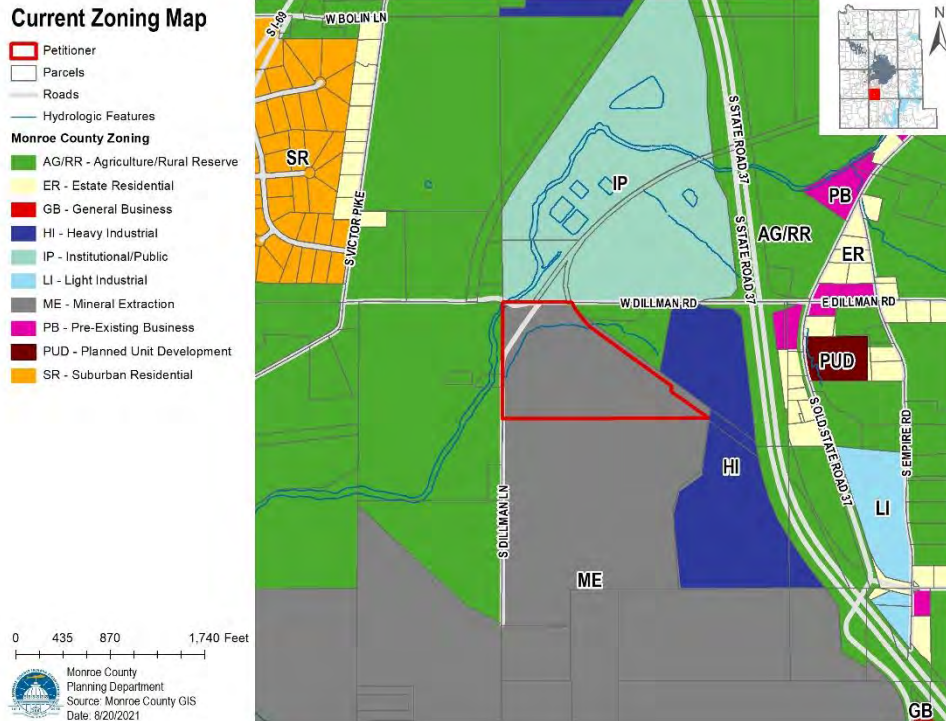 Current Zoning Map
Petitioner
Parcels
Roads
Hydrologic Features
Monroe County Zoning
AG/RR - Agriculture/Rural Reserve
ER - Estate Residential
GB - General Business
HI - Heavy Industrial
IP - Institutional/Public
LI - Light Industrial
ME - Mineral Extraction
PB - Pre-Existing Business
PUD - Planned Unit Development
SR - Suburban Residential
0 435 870 1,740 Feet
Monroe County
Planning Department
Source: Monroe County GIS
Date: 8/20/2021
S I-69
W BOLIN LN
N
SR
S VICTOR PIKE
IP
S STATE ROAD 37
S STATE ROAD 37
PB
AG/RR
ER
W DILLMAN RD
E DILLMAN RD
PUD
S OLD STATE ROAD 37
S EMPIRE RD
HI
LI
S DILLMAN LN
ME
GB